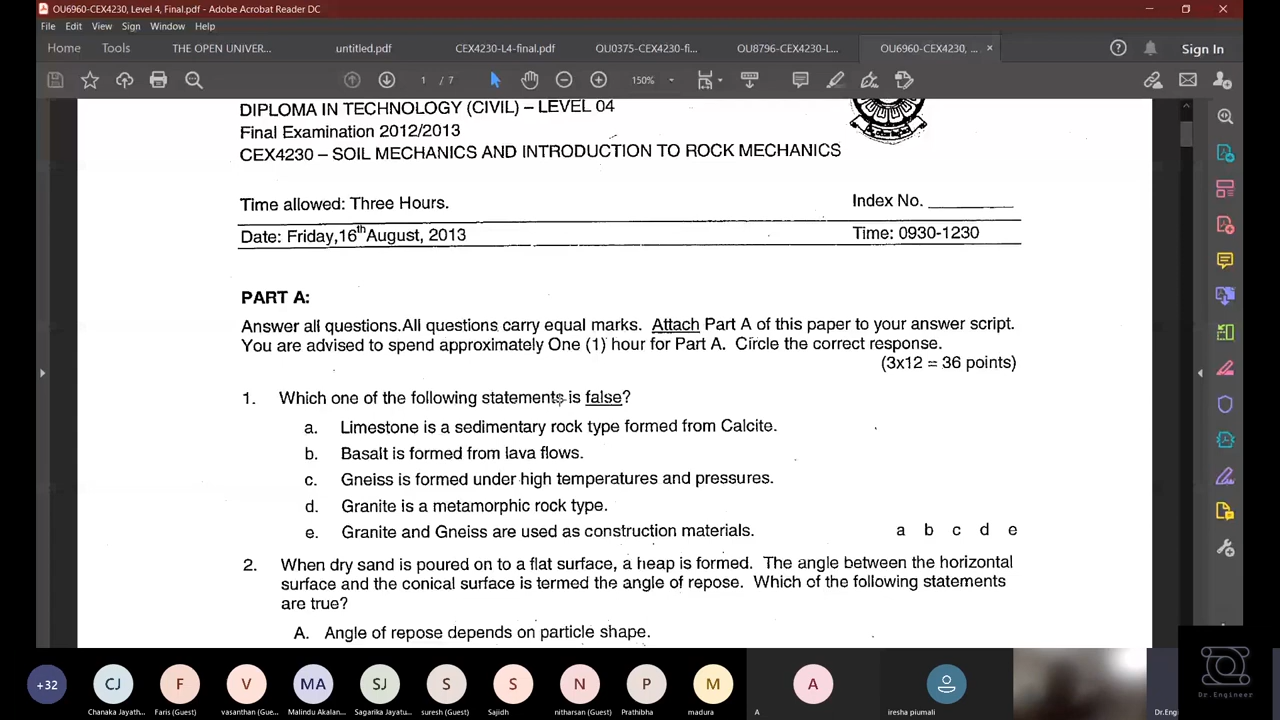 OU6960-CEX4230, Level 4, Final.pdf - Adobe Acrobat Reader DC
File Edit View Sign Window Help
Home Tools THE OPEN UNIVER... untitled.pdf CEX4230-L4-final.pdf OU0375-CEX4230-fi... OU8796-CEX4230-L... OU6960-CEX4230, ... × Sign In
1 / 7 150%
DIPLOMA IN TECHNOLOGY (CIVIL) – LEVEL 04
Final Examination 2012/2013
CEX4230 – SOIL MECHANICS AND INTRODUCTION TO ROCK MECHANICS
Time allowed: Three Hours. Index No. ________
Date: Friday,16th August, 2013 Time: 0930-1230
PART A:
Answer all questions.All questions carry equal marks. Attach Part A of this paper to your answer script.
You are advised to spend approximately One (1) hour for Part A. Circle the correct response.
(3x12 = 36 points)
1. Which one of the following statements is false?
a. Limestone is a sedimentary rock type formed from Calcite.
b. Basalt is formed from lava flows.
c. Gneiss is formed under high temperatures and pressures.
d. Granite is a metamorphic rock type.
e. Granite and Gneiss are used as construction materials. a b c d e
2. When dry sand is poured on to a flat surface, a heap is formed. The angle between the horizontal
surface and the conical surface is termed the angle of repose. Which of the following statements
are true?
A. Angle of repose depends on particle shape.
+32 CJ F V MA SJ S S N P M A
Chanaka Jayath... Faris (Guest) vasanthan (Gue... Malindu Akalan... Sagarika Jayatu... suresh (Guest) Sajidh nitharsan (Guest) Prathibha madura A iresha piumali Dr.Eng
Dr.Engineer